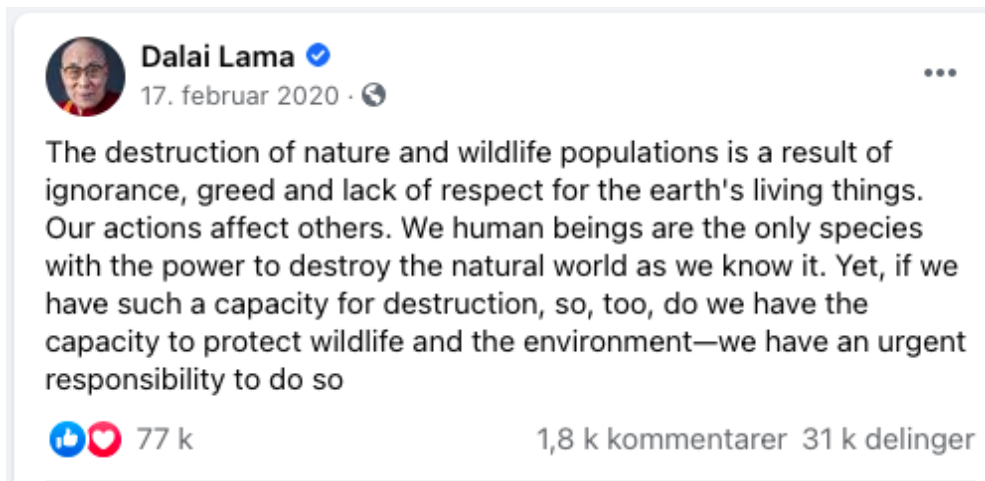 Dalai Lama
17. februar 2020 ·
The destruction of nature and wildlife populations is a result of
ignorance, greed and lack of respect for the earth's living things.
Our actions affect others. We human beings are the only species
with the power to destroy the natural world as we know it. Yet, if we
have such a capacity for destruction, so, too, do we have the
capacity to protect wildlife and the environment—we have an urgent
responsibility to do so
77 k 1,8 k kommentarer 31 k delinger